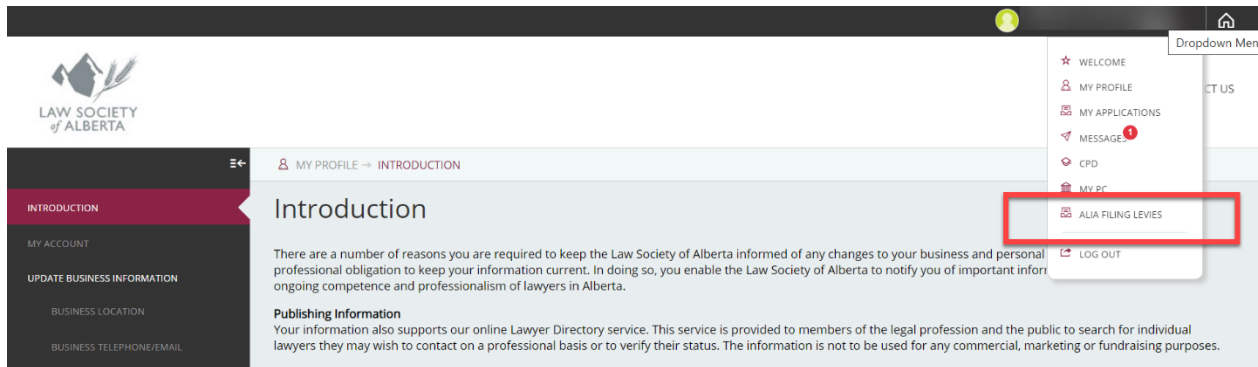 Dropdown Men
LAW SOCIETY
of ALBERTA
WELCOME
MY PROFILE
MY APPLICATIONS
MESSAGES 1
CPD
MY PC
ALIA FILING LEVIES
LOG OUT
CT US
MY PROFILE → INTRODUCTION
INTRODUCTION
MY ACCOUNT
UPDATE BUSINESS INFORMATION
BUSINESS LOCATION
BUSINESS TELEPHONE/EMAIL
Introduction
There are a number of reasons you are required to keep the Law Society of Alberta informed of any changes to your business and personal
professional obligation to keep your information current. In doing so, you enable the Law Society of Alberta to notify you of important infor
ongoing competence and professionalism of lawyers in Alberta.
Publishing Information
Your information also supports our online Lawyer Directory service. This service is provided to members of the legal profession and the public to search for individual
lawyers they may wish to contact on a professional basis or to verify their status. The information is not to be used for any commercial, marketing or fundraising purposes.